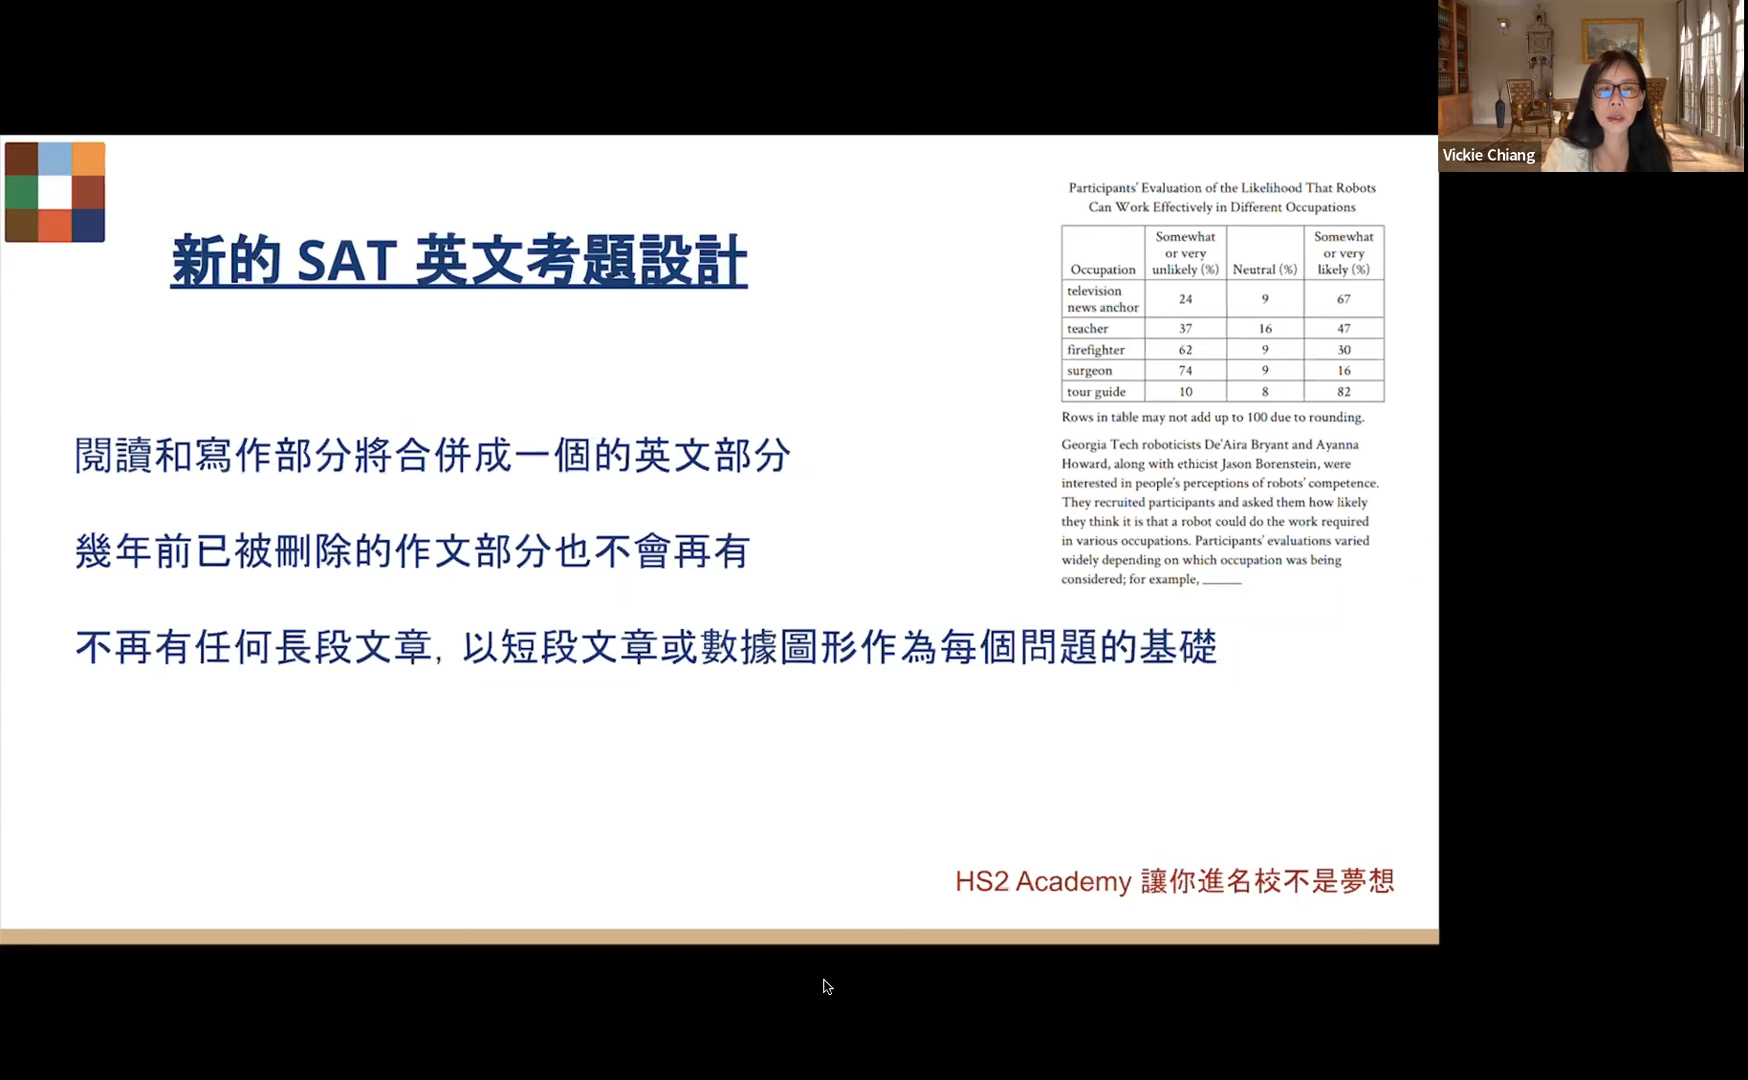 Vickie Chiang
新的 SAT 英文考題設計
閱讀和寫作部分將合併成一個的英文部分
幾年前已被刪除的作文部分也不會再有
不再有任何長段文章, 以短段文章或數據圖形作為每個問題的基礎
Participants' Evaluation of the Likelihood That Robots
Can Work Effectively in Different Occupations
Occupation
Somewhat
or very
unlikely (%)
Neutral (%)
Somewhat
or very
likely (%)
television
news anchor
24 9 67
teacher 37 16 47
firefighter 62 9 30
surgeon 74 9 16
tour guide 10 8 82
Rows in table may not add up to 100 due to rounding.
Georgia Tech roboticists De'Aira Bryant and Ayanna
Howard, along with ethicist Jason Borenstein, were
interested in people's perceptions of robots' competence.
They recruited participants and asked them how likely
they think it is that a robot could do the work required
in various occupations. Participants' evaluations varied
widely depending on which occupation was being
considered; for example, ______
HS2 Academy 讓你進名校不是夢想